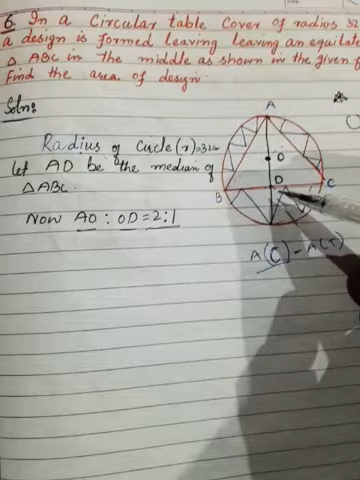 6. In a Circular table Cover of radius 32
a design is formed leaving leaving an equilate
Δ ABC in the middle as shown in the given f
Find the area of design.
Soln:
A
Radius of Circle (r) = 32cm
O
let AD be the median of
D
Δ ABC.
B
C
Now AO : OD = 2:1
A(C) - A(T)